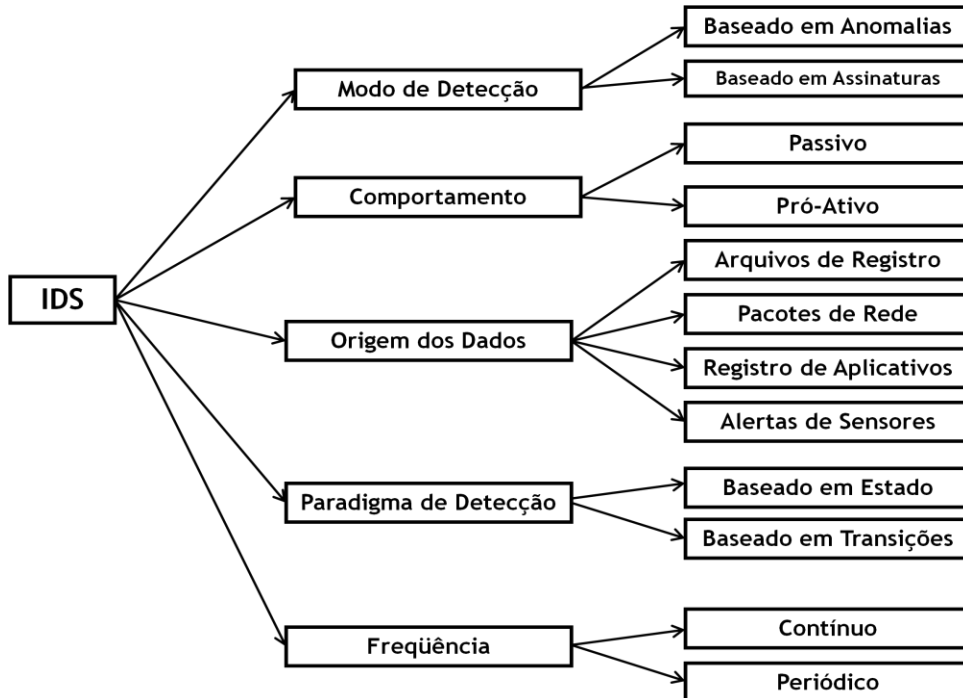 IDS
Modo de Detecção
Baseado em Anomalias
Baseado em Assinaturas
Comportamento
Passivo
Pró-Ativo
Origem dos Dados
Arquivos de Registro
Pacotes de Rede
Registro de Aplicativos
Alertas de Sensores
Paradigma de Detecção
Baseado em Estado
Baseado em Transições
Freqüência
Contínuo
Periódico